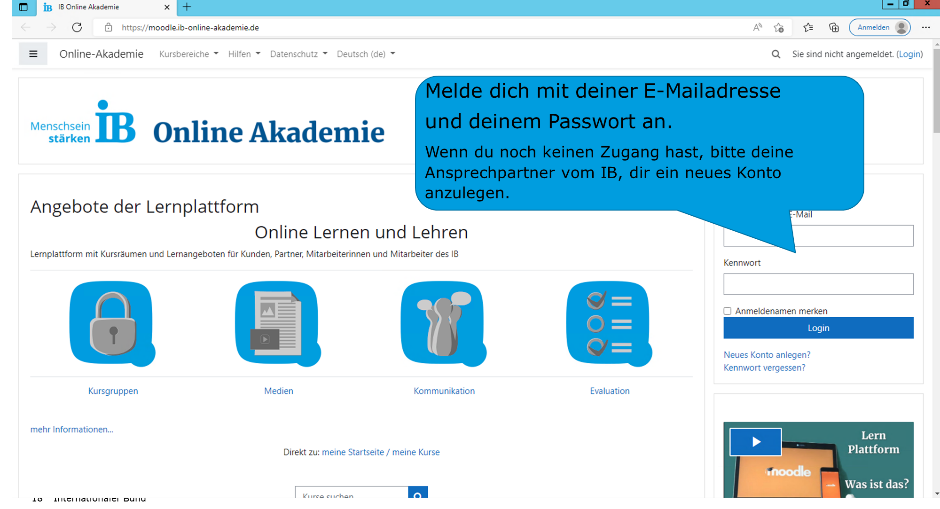 IB Online Akademie
https://moodle.ib-online-akademie.de
Anmelden
Online-Akademie Kursbereiche Hilfen Datenschutz Deutsch (de)
Sie sind nicht angemeldet. (Login)
Menschsein
stärken
IB Online Akademie
Melde dich mit deiner E-Mailadresse
und deinem Passwort an.
Wenn du noch keinen Zugang hast, bitte deine
Ansprechpartner vom IB, dir ein neues Konto
anzulegen.
Angebote der Lernplattform
Online Lernen und Lehren
Lernplattform mit Kursräumen und Lernangeboten für Kunden, Partner, Mitarbeiterinnen und Mitarbeiter des IB
Kursgruppen
Medien
Kommunikation
Evaluation
mehr Informationen...
Direkt zu: meine Startseite / meine Kurse
Kurse suchen
Internationaler Bund
E-Mail
Kennwort
Anmeldenamen merken
Login
Neues Konto anlegen?
Kennwort vergessen?
Lern
Plattform
moodle
Was ist das?